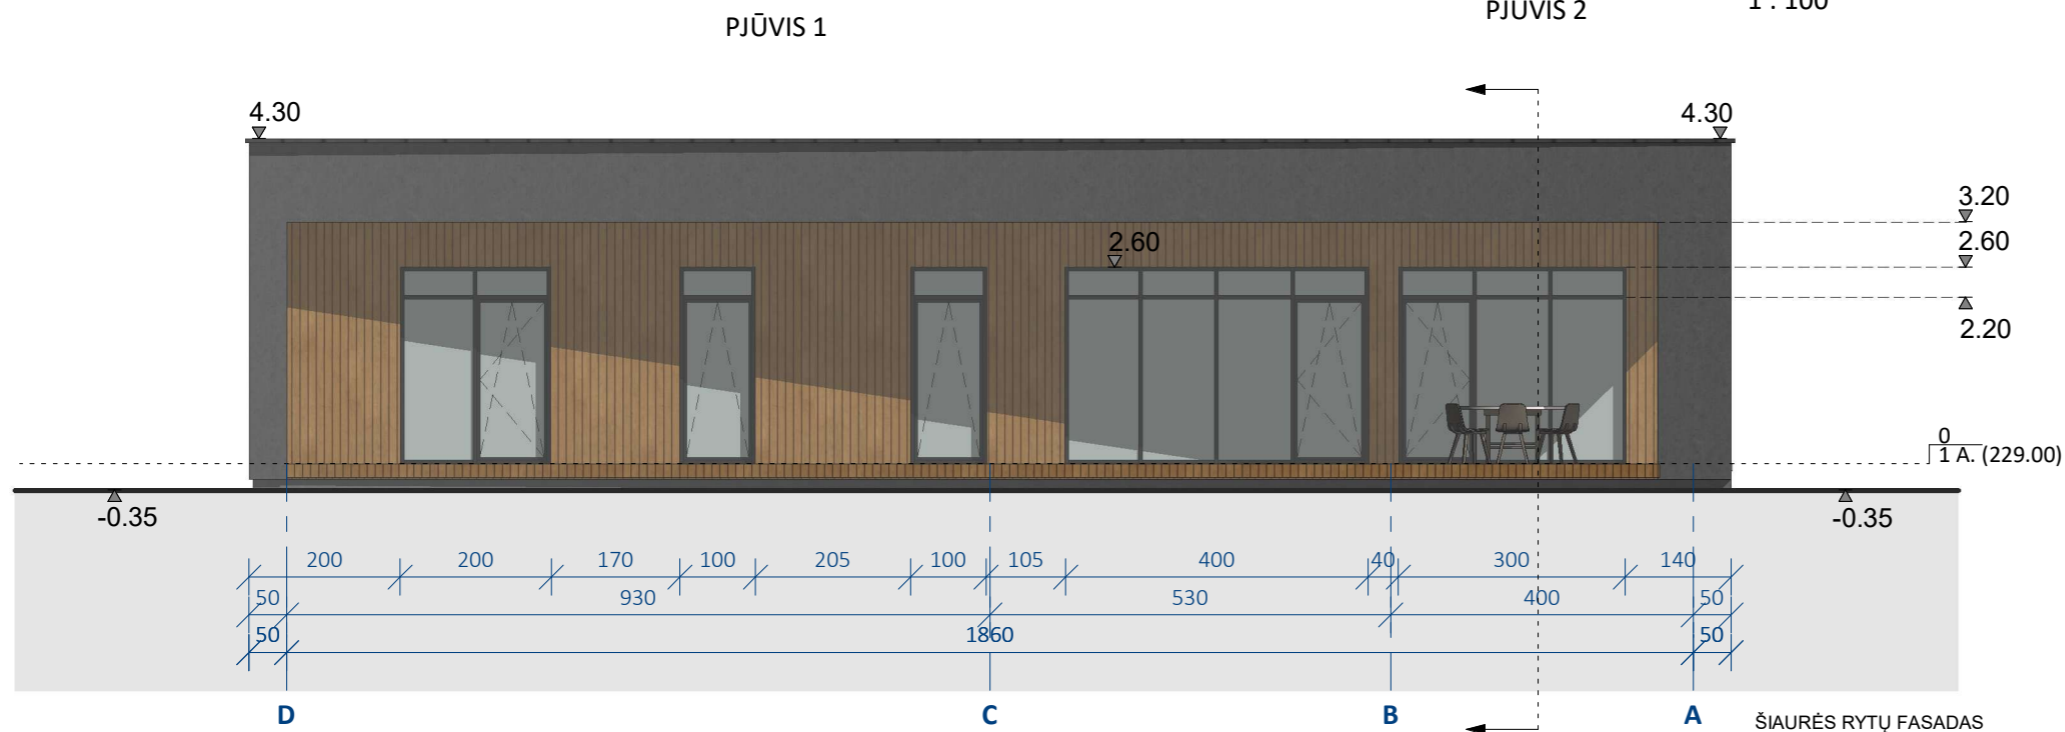 PJŪVIS 1
PJŪVIS 2
1 : 100
4.30
4.30
3.20
2.60
2.60
2.20
0
1 A. (229.00)
-0.35
-0.35
200 200 170 100 205 100 105 400 40 300 140
50 930 530 400 50
50 1860 50
D C B A
ŠIAURĖS RYTŲ FASADAS